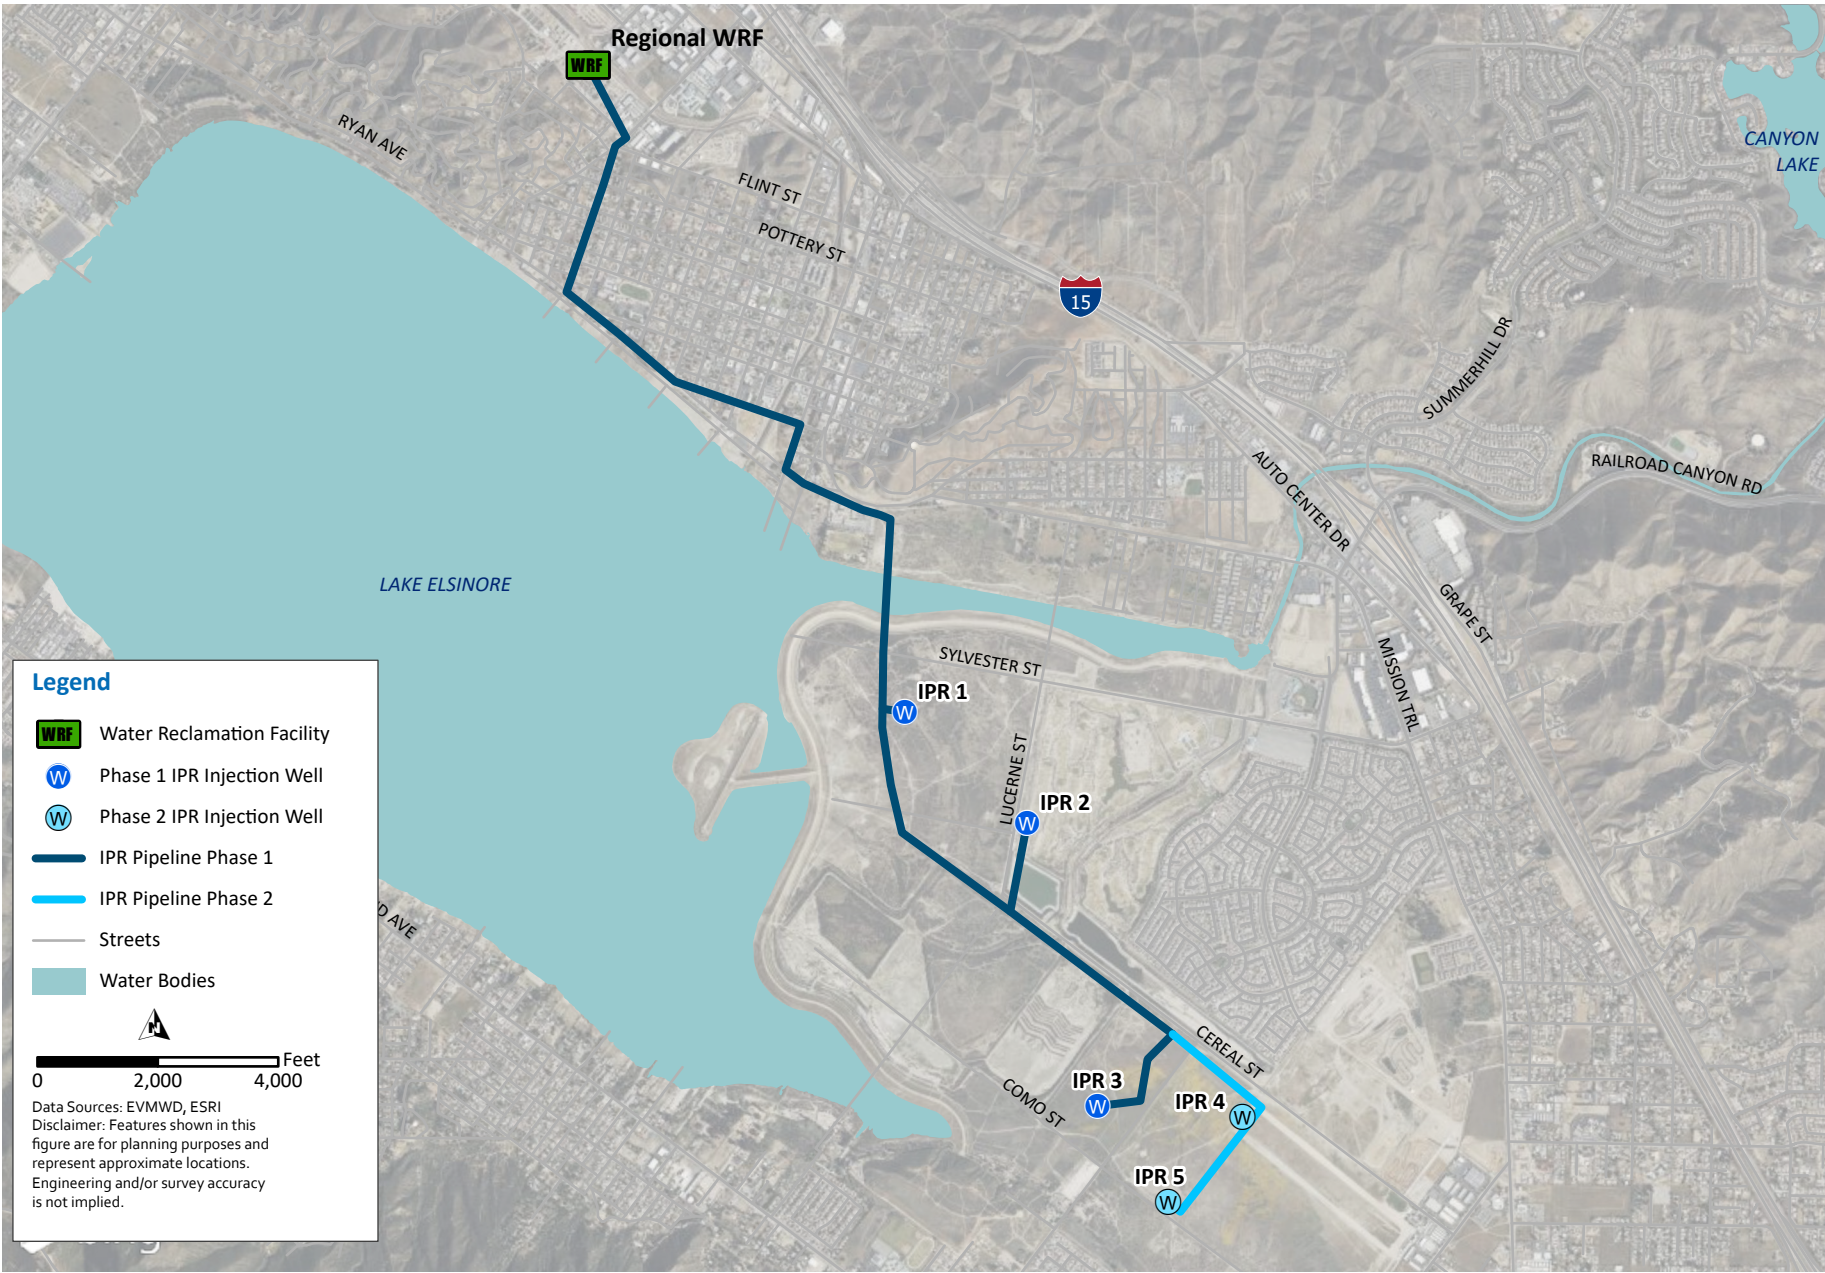 Regional WRF
WRF
RYAN AVE
FLINT ST
POTTERY ST
CANYON
LAKE
15
SUMMERHILL DR
RAILROAD CANYON RD
AUTO CENTER DR
LAKE ELSINORE
GRAPE ST
MISSION TRL
SYLVESTER ST
IPR 1
W
LUCERNE ST
IPR 2
W
D AVE
CEREAL ST
COMO ST
IPR 3
W
IPR 4
W
IPR 5
W
Legend
WRF Water Reclamation Facility
W Phase 1 IPR Injection Well
W Phase 2 IPR Injection Well
IPR Pipeline Phase 1
IPR Pipeline Phase 2
Streets
Water Bodies
N
Feet
0 2,000 4,000
Data Sources: EVMWD, ESRI
Disclaimer: Features shown in this
figure are for planning purposes and
represent approximate locations.
Engineering and/or survey accuracy
is not implied.